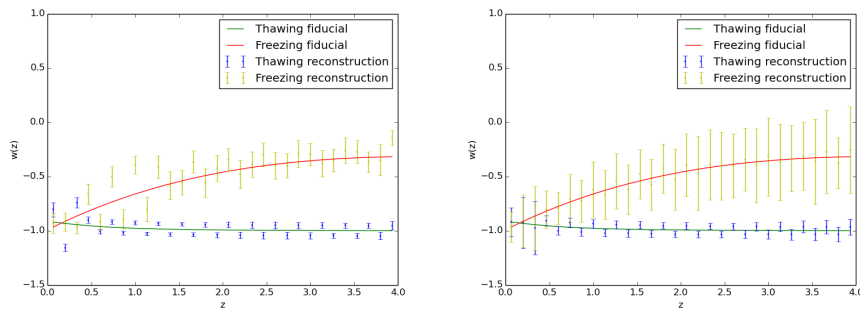 1.0
0.5
0.0
−0.5
−1.0
−1.5
w(z)
0.0 0.5 1.0 1.5 2.0 2.5 3.0 3.5 4.0
z
Thawing fiducial
Freezing fiducial
Thawing reconstruction
Freezing reconstruction
1.0
0.5
0.0
−0.5
−1.0
−1.5
w(z)
0.0 0.5 1.0 1.5 2.0 2.5 3.0 3.5 4.0
z
Thawing fiducial
Freezing fiducial
Thawing reconstruction
Freezing reconstruction